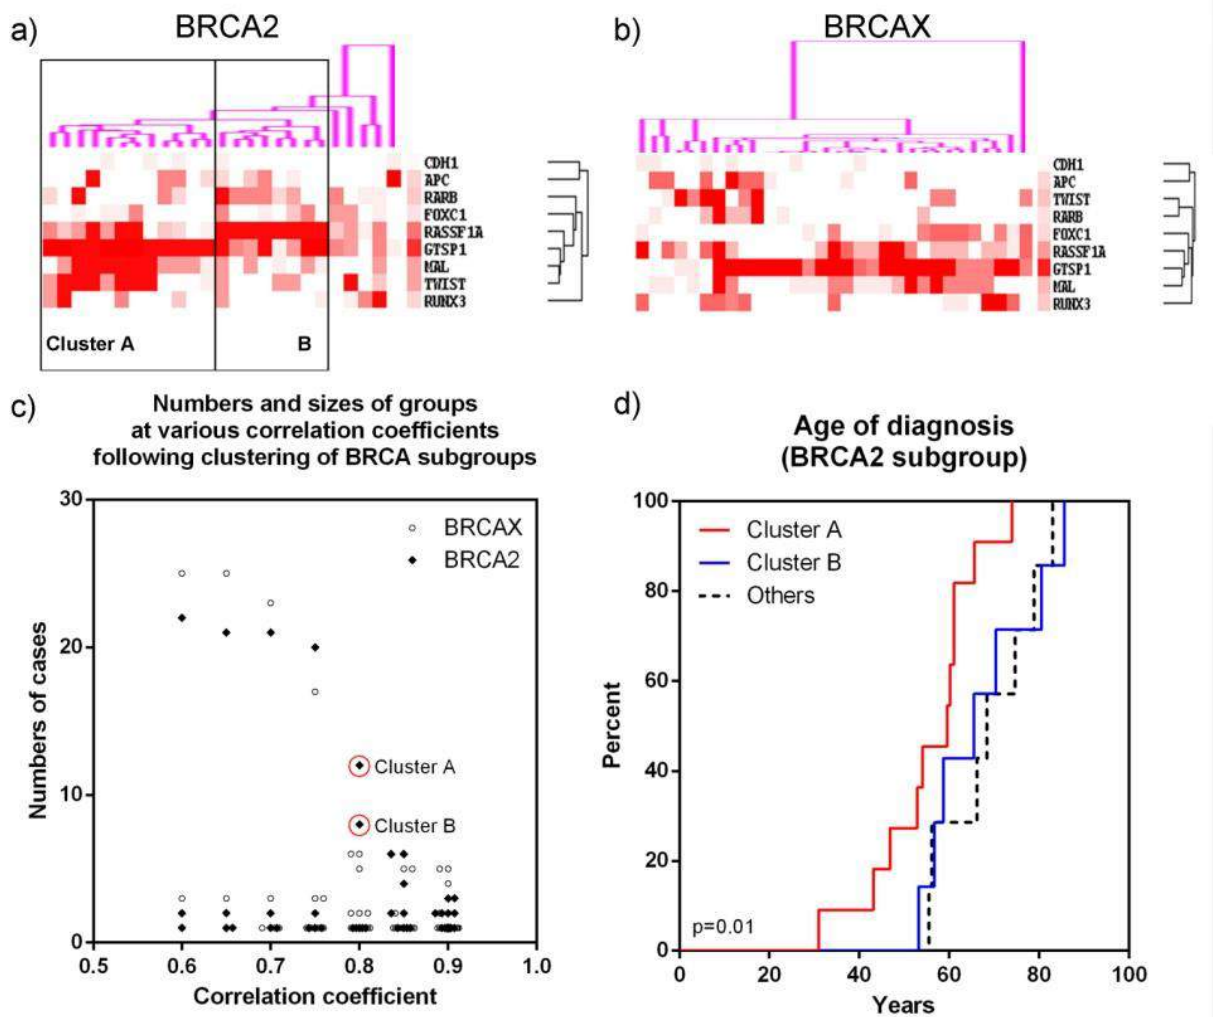 a)
BRCA2
CDH1
APC
RARB
FOXC1
RASSF1A
GTSP1
MAL
TWIST
RUNX3
Cluster A
B
b)
BRCAX
CDH1
APC
TWIST
RARB
FOXC1
RASSF1A
GTSP1
MAL
RUNX3
c)
Numbers and sizes of groups
at various correlation coefficients
following clustering of BRCA subgroups
30
20
10
0
Numbers of cases
BRCAX
BRCA2
Cluster A
Cluster B
0.5
0.6
0.7
0.8
0.9
1.0
Correlation coefficient
d)
Age of diagnosis
(BRCA2 subgroup)
100
80
60
40
20
0
Percent
Cluster A
Cluster B
Others
p=0.01
0
20
40
60
80
100
Years